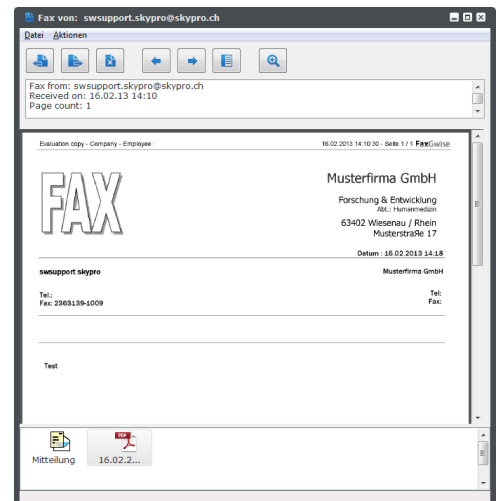 Fax von: swsupport.skypro@skypro.ch
Datei Aktionen
Fax from: swsupport.skypro@skypro.ch
Received on: 16.02.13 14:10
Page count: 1
Evaluation copy - Company - Employee :
16.02.2013 14:10:30 - Seite 1 / 1 FaxGwise
FAX
Musterfirma GmbH
Forschung & Entwicklung
Abt.: Humanmedizin
63402 Wiesenau / Rhein
Musterstraße 17
Datum : 16.02.2013 14:18
swsupport skypro
Musterfirma GmbH
Tel.:
Tel:
Fax: 2363139-1009
Fax:
Test
PDF
Mitteilung
16.02.2...